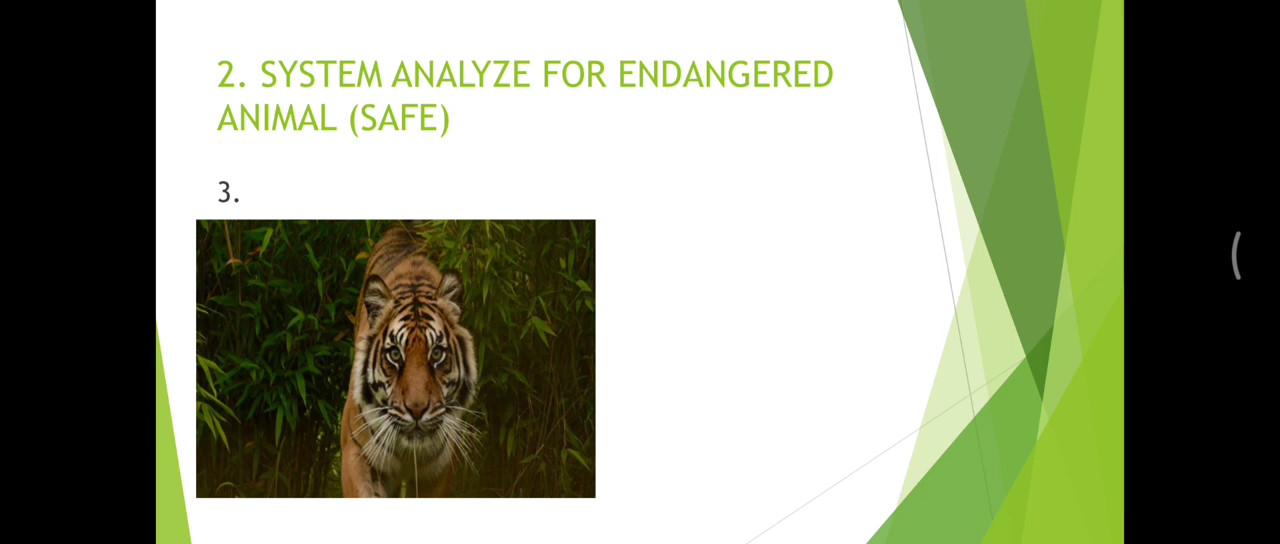 2. SYSTEM ANALYZE FOR ENDANGERED
ANIMAL (SAFE)
3.